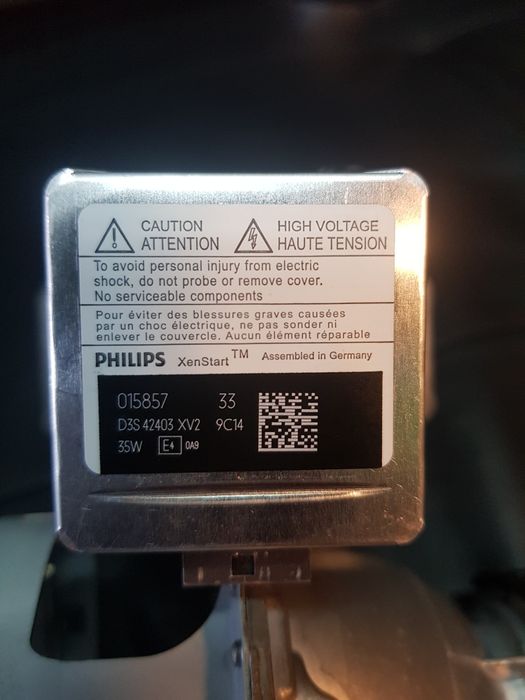 CAUTION
ATTENTION
HIGH VOLTAGE
HAUTE TENSION
To avoid personal injury from electric
shock, do not probe or remove cover.
No serviceable components
Pour éviter des blessures graves causées
par un choc électrique, ne pas sonder ni
enlever le couvercle. Aucun élément réparable
PHILIPS XenStart™ Assembled in Germany
015857 33
D3S 42403 XV2 9C14
35W E4 0A9